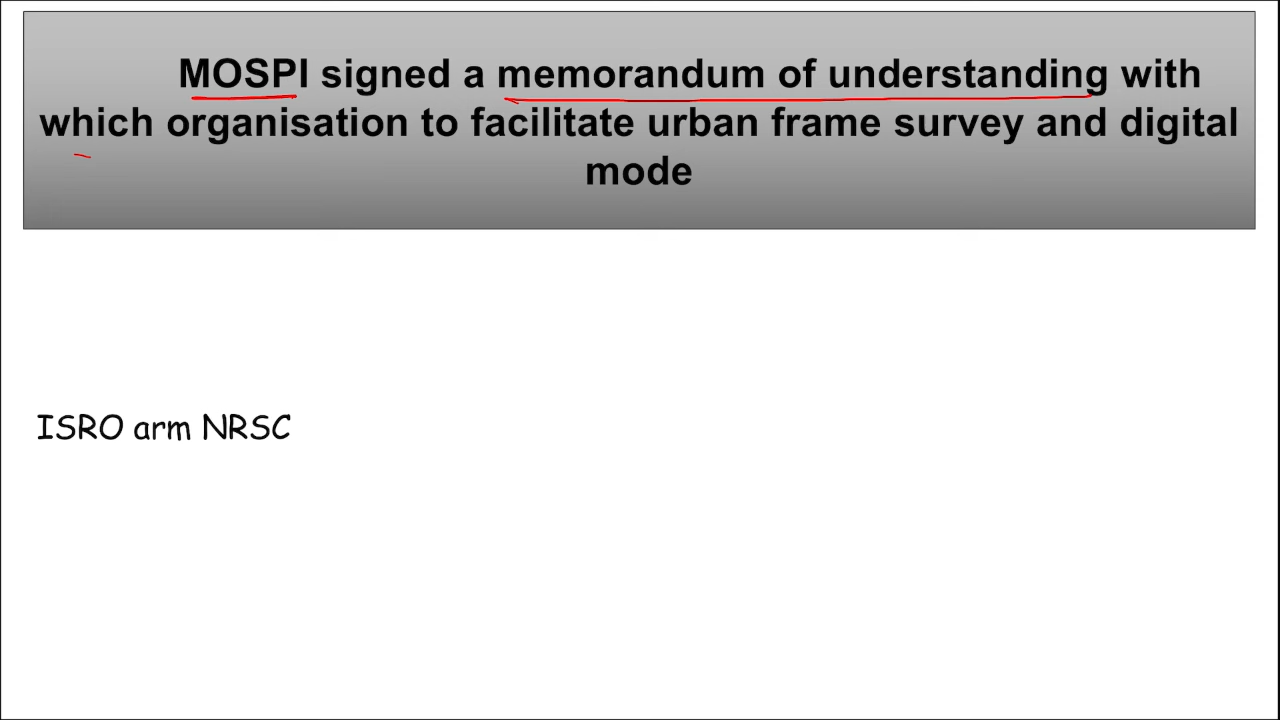 MOSPI signed a memorandum of understanding with
which organisation to facilitate urban frame survey and digital
mode
ISRO arm NRSC